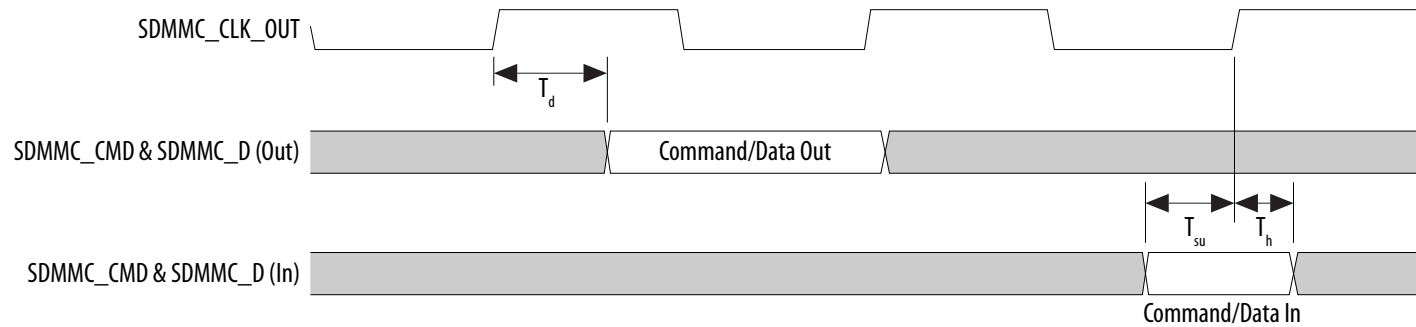 SDMMC_CLK_OUT
T_d
SDMMC_CMD & SDMMC_D (Out)
Command/Data Out
T_su
T_h
SDMMC_CMD & SDMMC_D (In)
Command/Data In